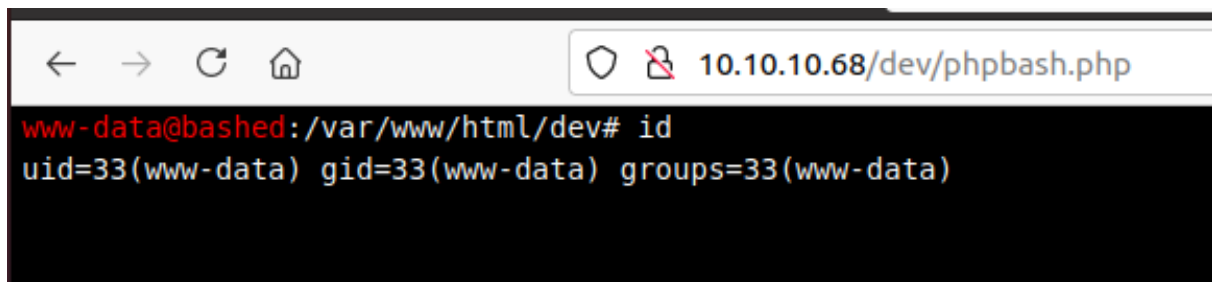 10.10.10.68/dev/phpbash.php
www-data@bashed:/var/www/html/dev# id
uid=33(www-data) gid=33(www-data) groups=33(www-data)